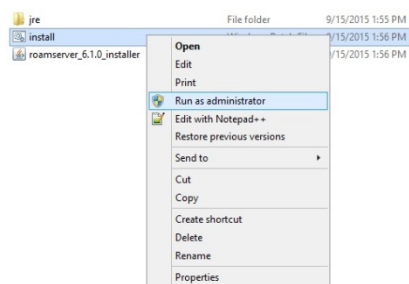 jre File folder 9/15/2015 1:55 PM
install 9/15/2015 1:56 PM
roamserver_6.1.0_installer 9/15/2015 1:56 PM
Open
Edit
Print
Run as administrator
Edit with Notepad++
Restore previous versions
Send to
Cut
Copy
Create shortcut
Delete
Rename
Properties